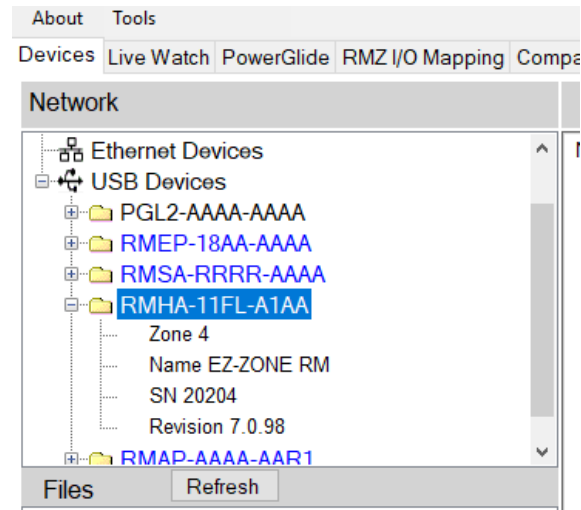 About Tools
Devices Live Watch PowerGlide RMZ I/O Mapping
Network
Ethernet Devices
USB Devices
PGL2-AAAA-AAAA
RMEP-18AA-AAAA
RMSA-RRRR-AAAA
RMHA-11FL-A1AA
Zone 4
Name EZ-ZONE RM
SN 20204
Revision 7.0.98
RMAP-AAAA-AAR1
Files Refresh